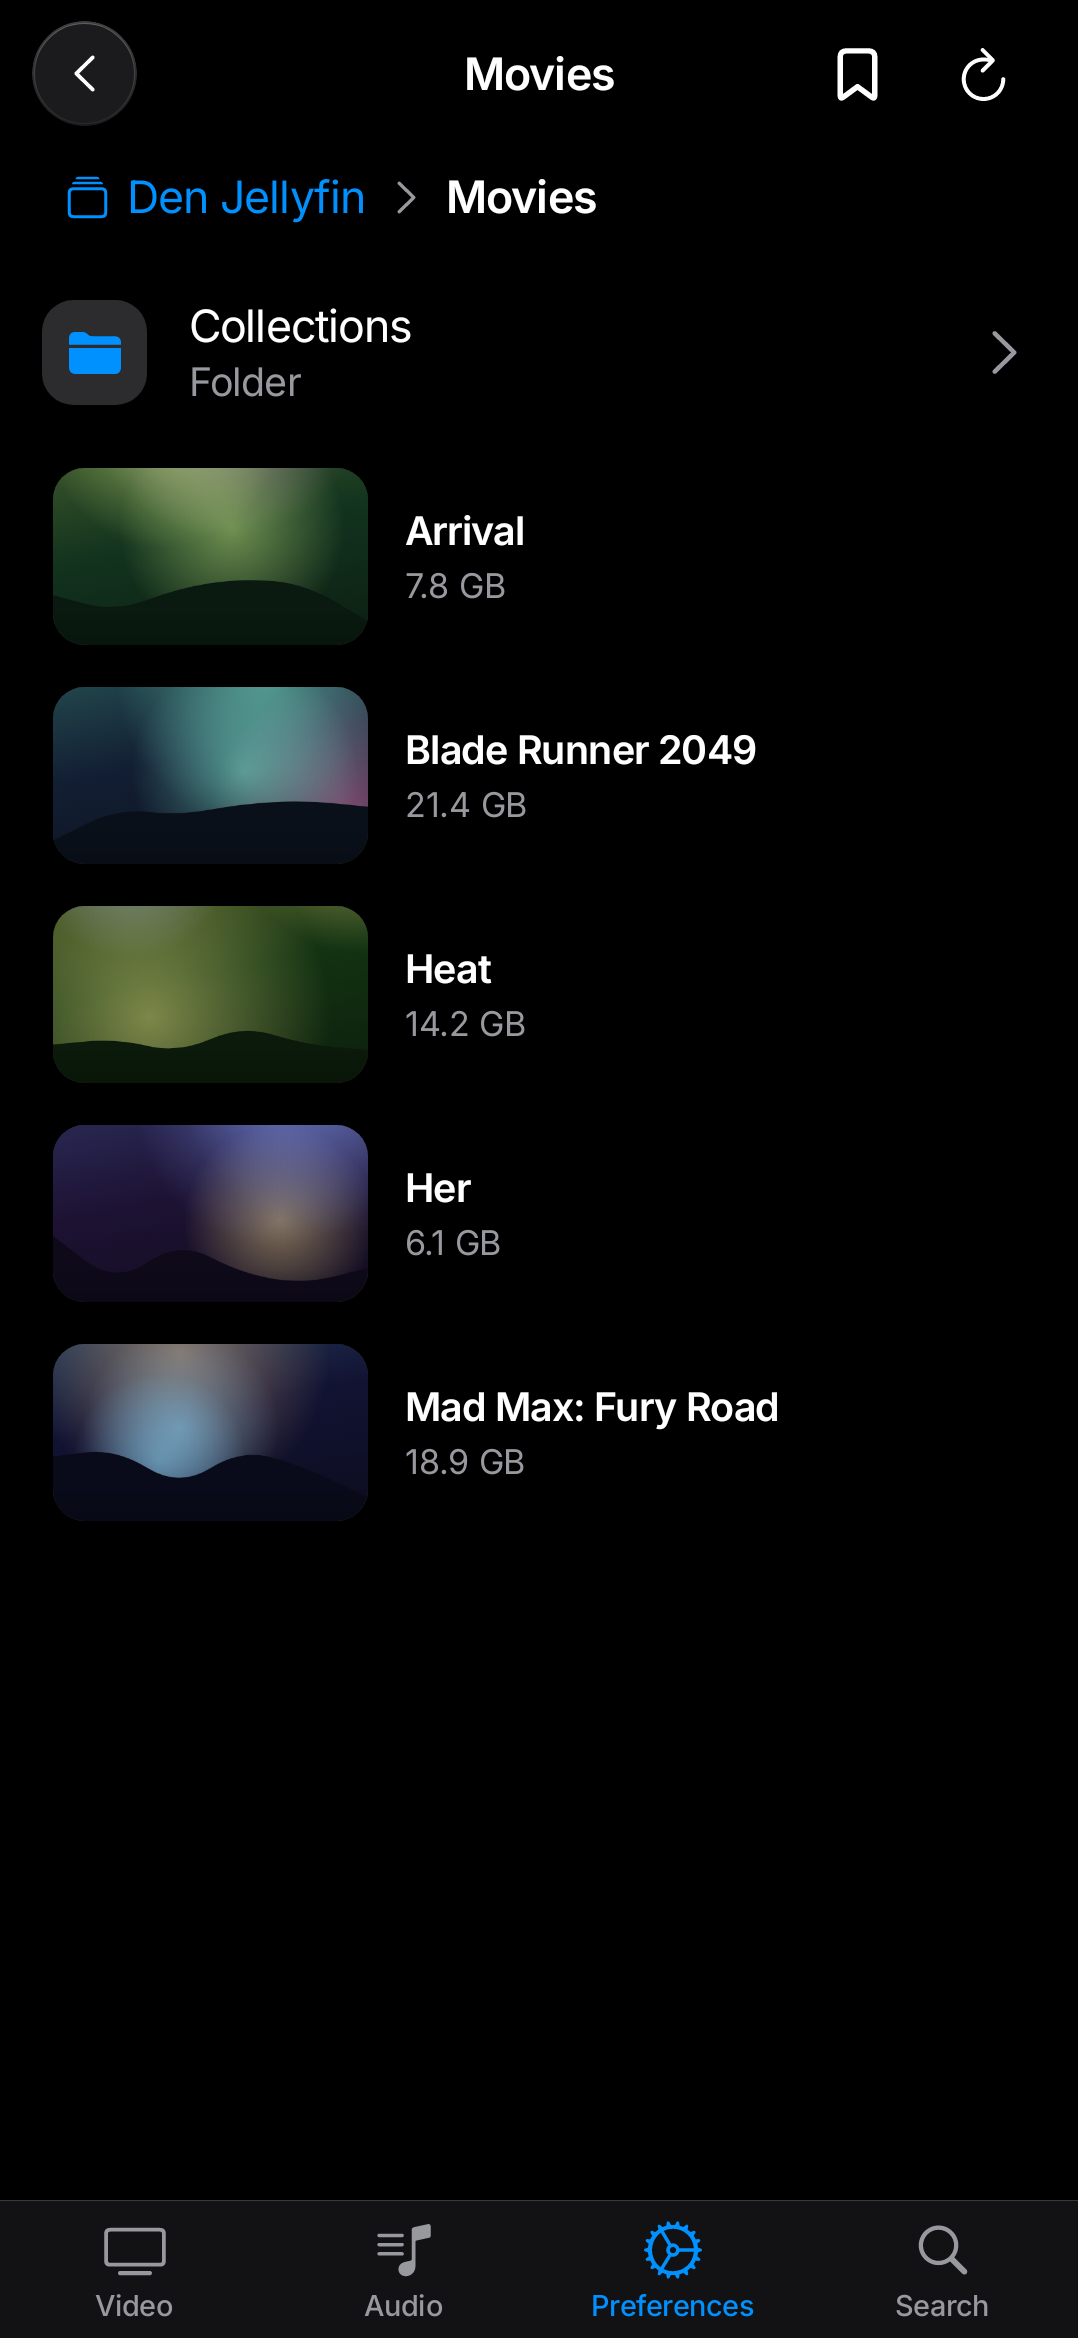 Movies
Den Jellyfin > Movies
Collections
Folder
Arrival
7.8 GB
Blade Runner 2049
21.4 GB
Heat
14.2 GB
Her
6.1 GB
Mad Max: Fury Road
18.9 GB
Video
Audio
Preferences
Search